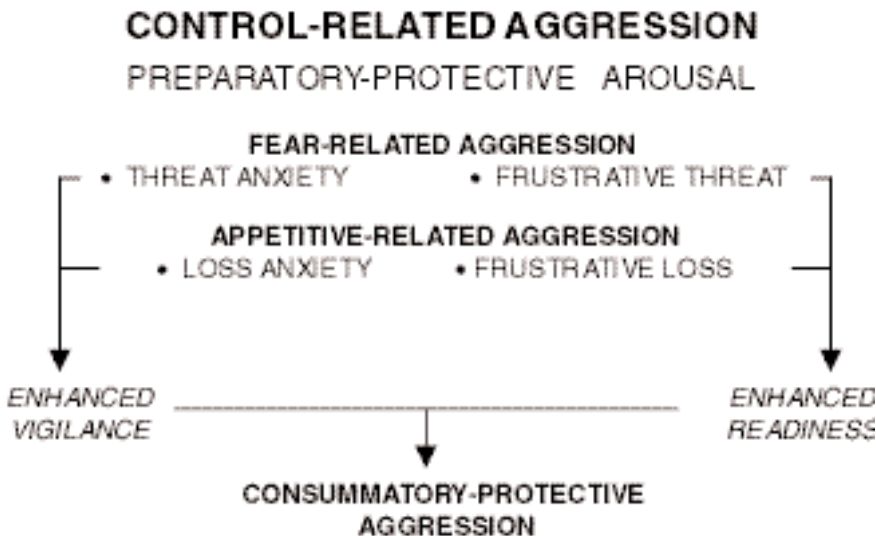 CONTROL-RELATED AGGRESSION
PREPARATORY-PROTECTIVE AROUSAL
FEAR-RELATED AGGRESSION
• THREAT ANXIETY • FRUSTRATIVE THREAT
APPETITIVE-RELATED AGGRESSION
• LOSS ANXIETY • FRUSTRATIVE LOSS
ENHANCED VIGILANCE
ENHANCED READINESS
CONSUMMATORY-PROTECTIVE
AGGRESSION